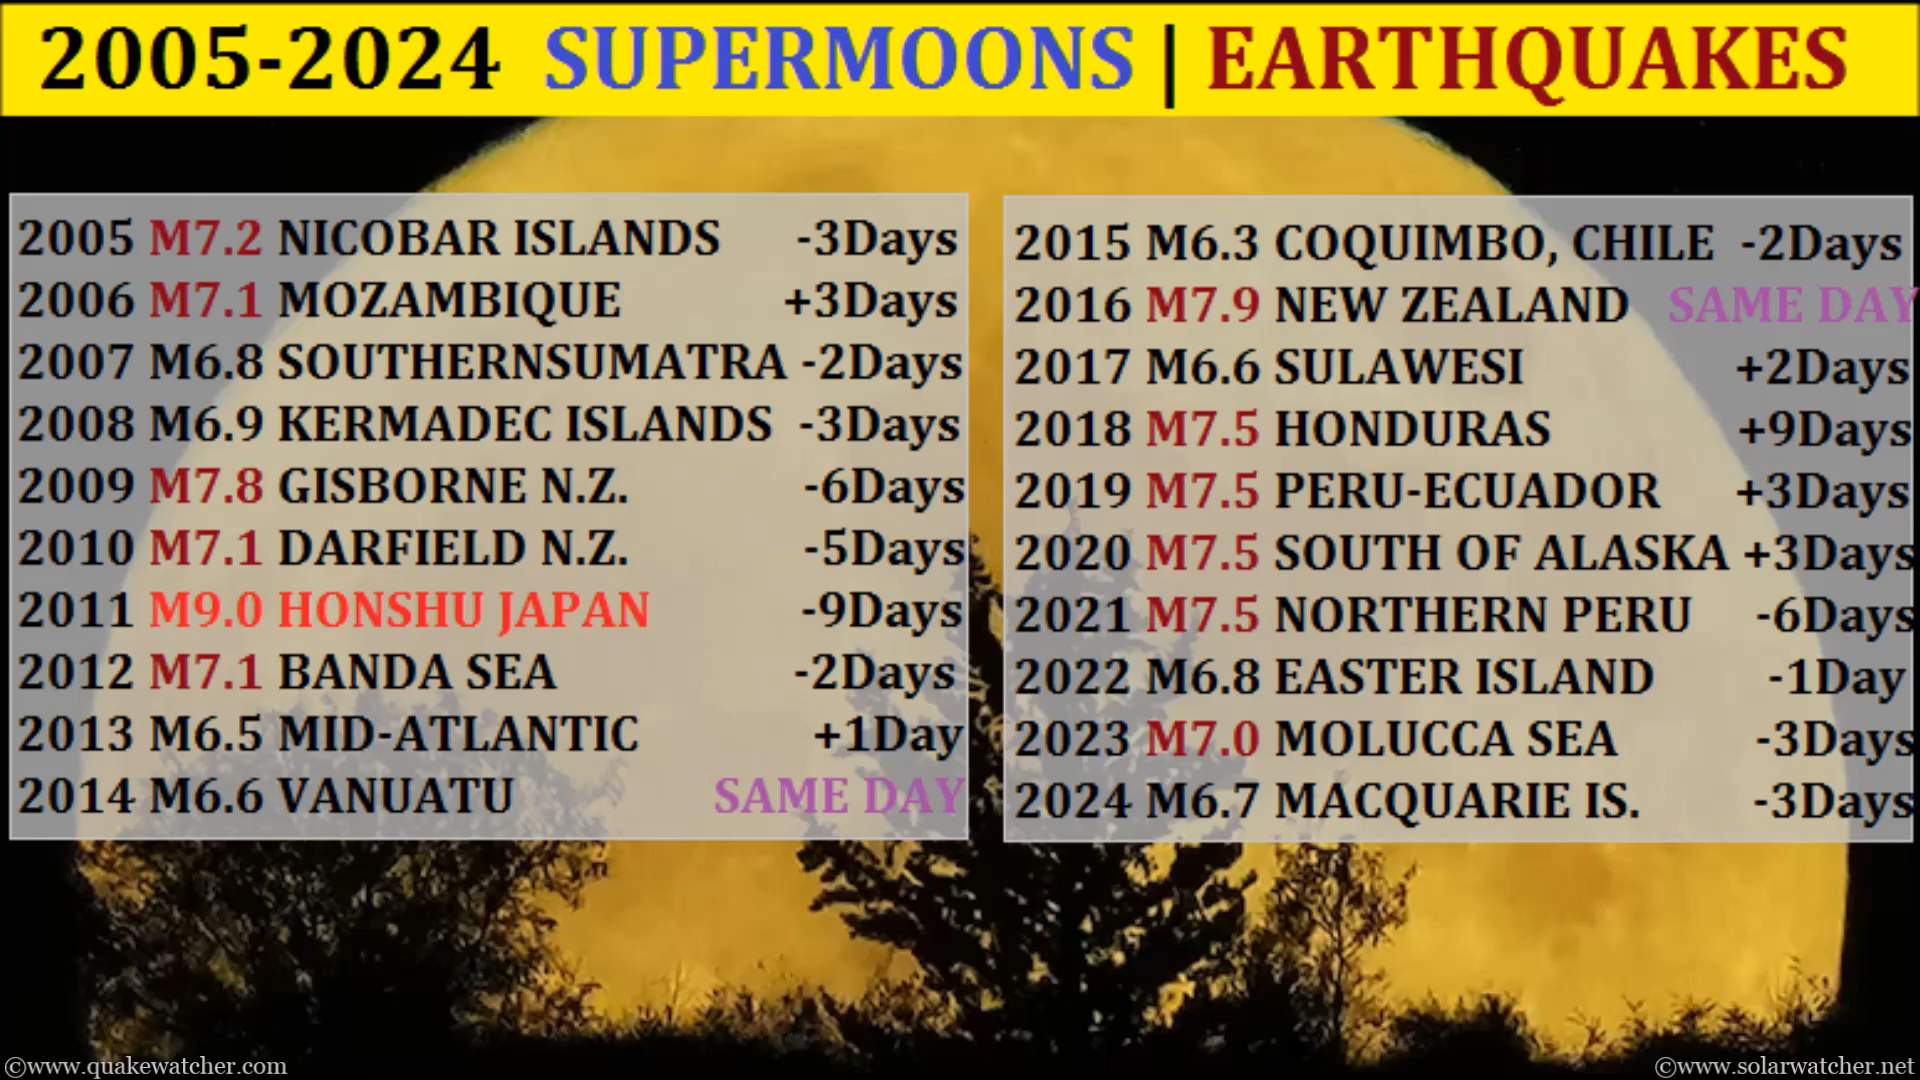 2005-2024 SUPERMOONS | EARTHQUAKES
2005 M7.2 NICOBAR ISLANDS -3Days
2006 M7.1 MOZAMBIQUE +3Days
2007 M6.8 SOUTHERNSUMATRA -2Days
2008 M6.9 KERMADEC ISLANDS -3Days
2009 M7.8 GISBORNE N.Z. -6Days
2010 M7.1 DARFIELD N.Z. -5Days
2011 M9.0 HONSHU JAPAN -9Days
2012 M7.1 BANDA SEA -2Days
2013 M6.5 MID-ATLANTIC +1Day
2014 M6.6 VANUATU SAME DAY
2015 M6.3 COQUIMBO, CHILE -2Days
2016 M7.9 NEW ZEALAND SAME DAY
2017 M6.6 SULAWESI +2Days
2018 M7.5 HONDURAS +9Days
2019 M7.5 PERU-ECUADOR +3Days
2020 M7.5 SOUTH OF ALASKA +3Days
2021 M7.5 NORTHERN PERU -6Days
2022 M6.8 EASTER ISLAND -1Day
2023 M7.0 MOLUCCA SEA -3Days
2024 M6.7 MACQUARIE IS. -3Days
©www.quakewatcher.com
©www.solarwatcher.net